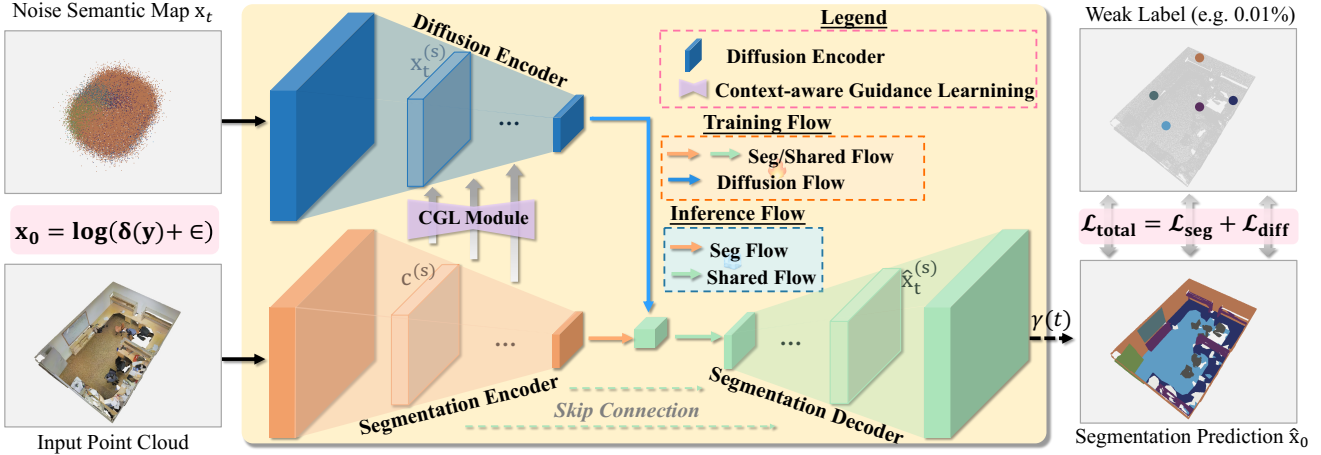 Noise Semantic Map x_t
x_0 = log(δ(y)+ ∈)
Input Point Cloud
Diffusion Encoder
x_t^(s)
...
CGL Module
c^(s)
...
Segmentation Encoder
Skip Connection
Legend
Diffusion Encoder
Context-aware Guidance Learnining
Training Flow
Seg/Shared Flow
Diffusion Flow
Inference Flow
Seg Flow
Shared Flow
x̂_t^(s)
...
Segmentation Decoder
γ(t)
Weak Label (e.g. 0.01%)
ℒ_total = ℒ_seg + ℒ_diff
Segmentation Prediction x̂_0